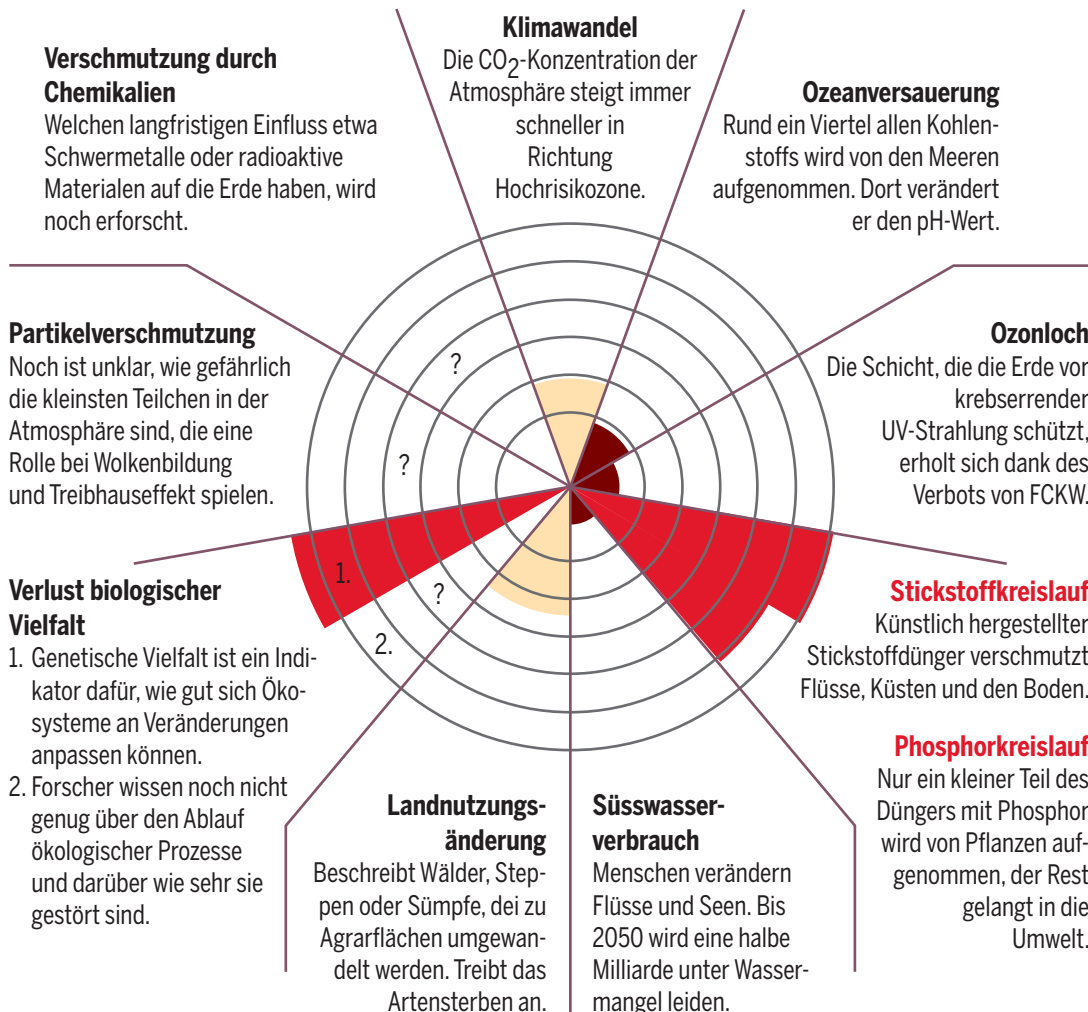 Klimawandel
Die CO2-Konzentration der
Atmosphäre steigt immer
schneller in
Richtung
Hochrisikozone.
Verschmutzung durch
Chemikalien
Welchen langfristigen Einfluss etwa
Schwermetalle oder radioaktive
Materialen auf die Erde haben, wird
noch erforscht.
Ozeanversauerung
Rund ein Viertel allen Kohlen-
stoffs wird von den Meeren
aufgenommen. Dort verändert
er den pH-Wert.
Partikelverschmutzung
Noch ist unklar, wie gefährlich
die kleinsten Teilchen in der
Atmosphäre sind, die eine
Rolle bei Wolkenbildung
und Treibhauseffekt spielen.
?
?
Ozonloch
Die Schicht, die die Erde vor
krebserrender
UV-Strahlung schützt,
erholt sich dank des
Verbots von FCKW.
1.
?
2.
Verlust biologischer
Vielfalt
1. Genetische Vielfalt ist ein Indi-
kator dafür, wie gut sich Öko-
systeme an Veränderungen
anpassen können.
2. Forscher wissen noch nicht
genug über den Ablauf
ökologischer Prozesse
und darüber wie sehr sie
gestört sind.
Stickstoffkreislauf
Künstlich hergestellter
Stickstoffdünger verschmutzt
Flüsse, Küsten und den Boden.
Phosphorkreislauf
Nur ein kleiner Teil des
Düngers mit Phosphor
wird von Pflanzen auf-
genommen, der Rest
gelangt in die
Umwelt.
Landnutzungs-
änderung
Beschreibt Wälder, Step-
pen oder Sümpfe, dei zu
Agrarflächen umgewan-
delt werden. Treibt das
Artensterben an.
Süsswasser-
verbrauch
Menschen verändern
Flüsse und Seen. Bis
2050 wird eine halbe
Milliarde unter Wasser-
mangel leiden.